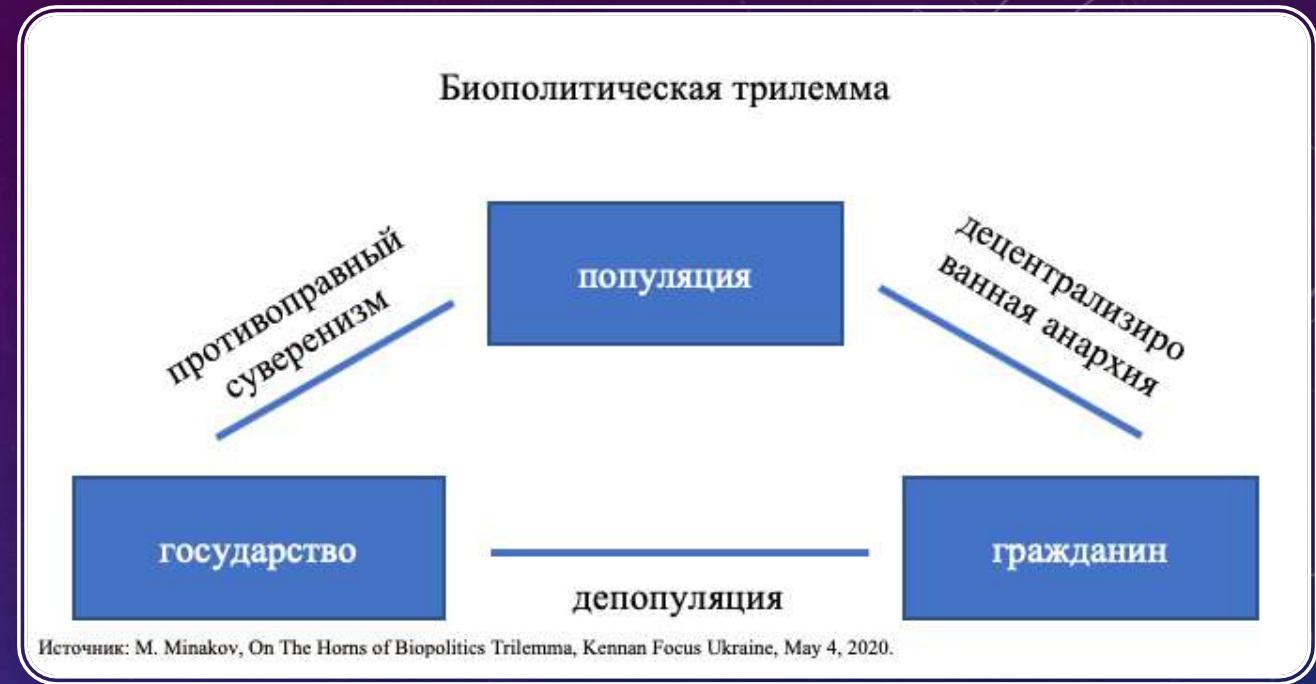 Биополитическая трилемма
популяция
противоправный
суверенизм
децентрализиро
ванная анархия
государство
гражданин
депопуляция
Источник: M. Minakov, On The Horns of Biopolitics Trilemma, Kennan Focus Ukraine, May 4, 2020.